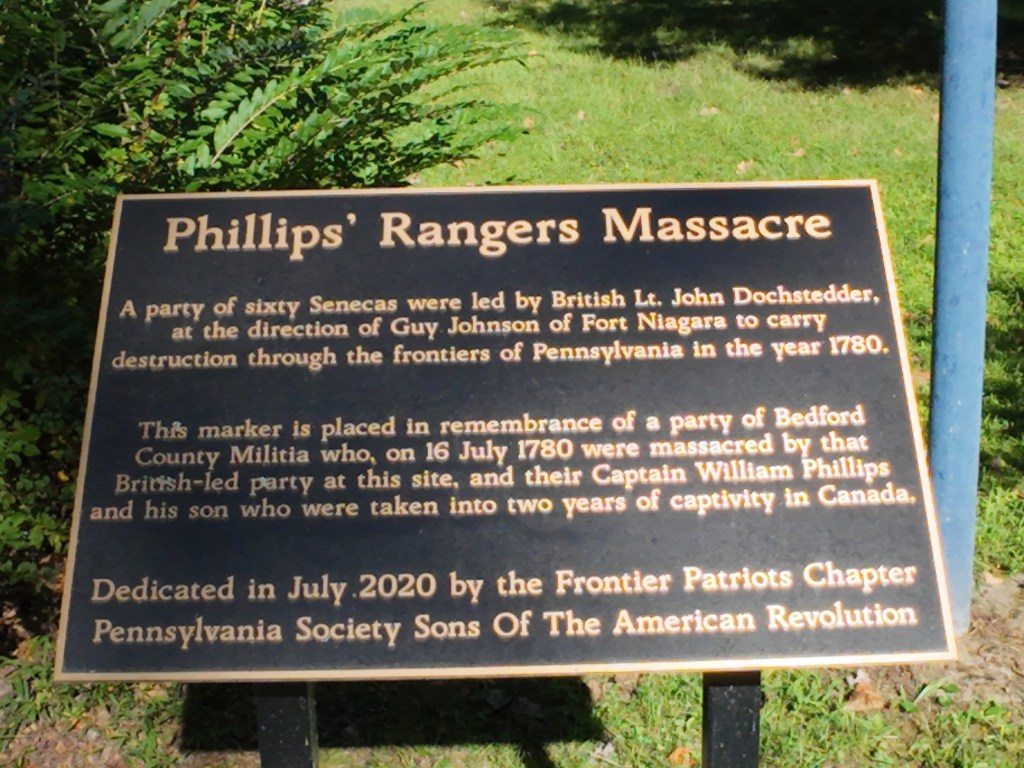 Phillips' Rangers Massacre
A party of sixty Senecas were led by British Lt. John Dochstedder,
at the direction of Guy Johnson of Fort Niagara to carry
destruction through the frontiers of Pennsylvania in the year 1780.
This marker is placed in remembrance of a party of Bedford
County Militia who, on 16 July 1780 were massacred by that
British-led party at this site, and their Captain William Phillips
and his son who were taken into two years of captivity in Canada.
Dedicated in July 2020 by the Frontier Patriots Chapter
Pennsylvania Society Sons Of The American Revolution